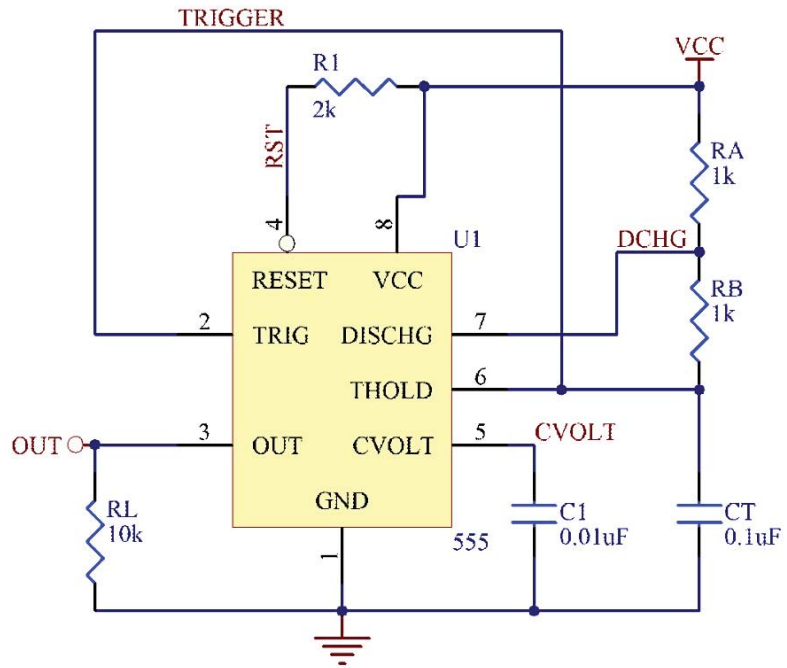 TRIGGER
VCC
R1
2k
RST
RA
1k
4
8
U1
DCHG
RESET
VCC
RB
1k
2
TRIG
DISCHG
7
THOLD
6
OUT
3
OUT
CVOLT
5
CVOLT
GND
RL
10k
1
555
C1
0.01uF
CT
0.1uF